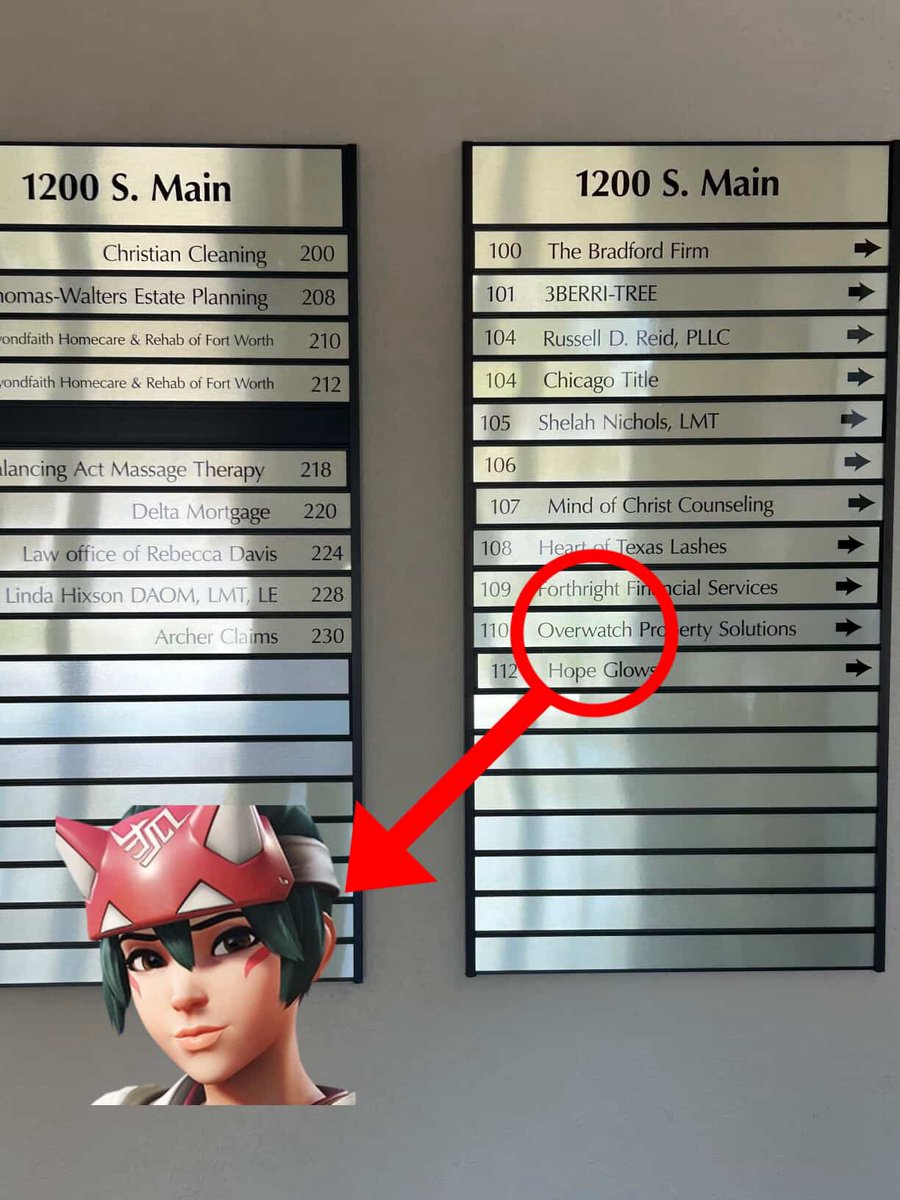 1200 S. Main
Christian Cleaning 200
homas-Walters Estate Planning 208
yondfaith Homecare & Rehab of Fort Worth 210
yondfaith Homecare & Rehab of Fort Worth 212
alancing Act Massage Therapy 218
Delta Mortgage 220
Law office of Rebecca Davis 224
Linda Hixson DAOM, LMT, LE 228
Archer Claims 230
1200 S. Main
100 The Bradford Firm
101 3BERRI-TREE
104 Russell D. Reid, PLLC
104 Chicago Title
105 Shelah Nichols, LMT
106
107 Mind of Christ Counseling
108 Heart of Texas Lashes
109 Forthright Financial Services
110 Overwatch Property Solutions
112 Hope Glows